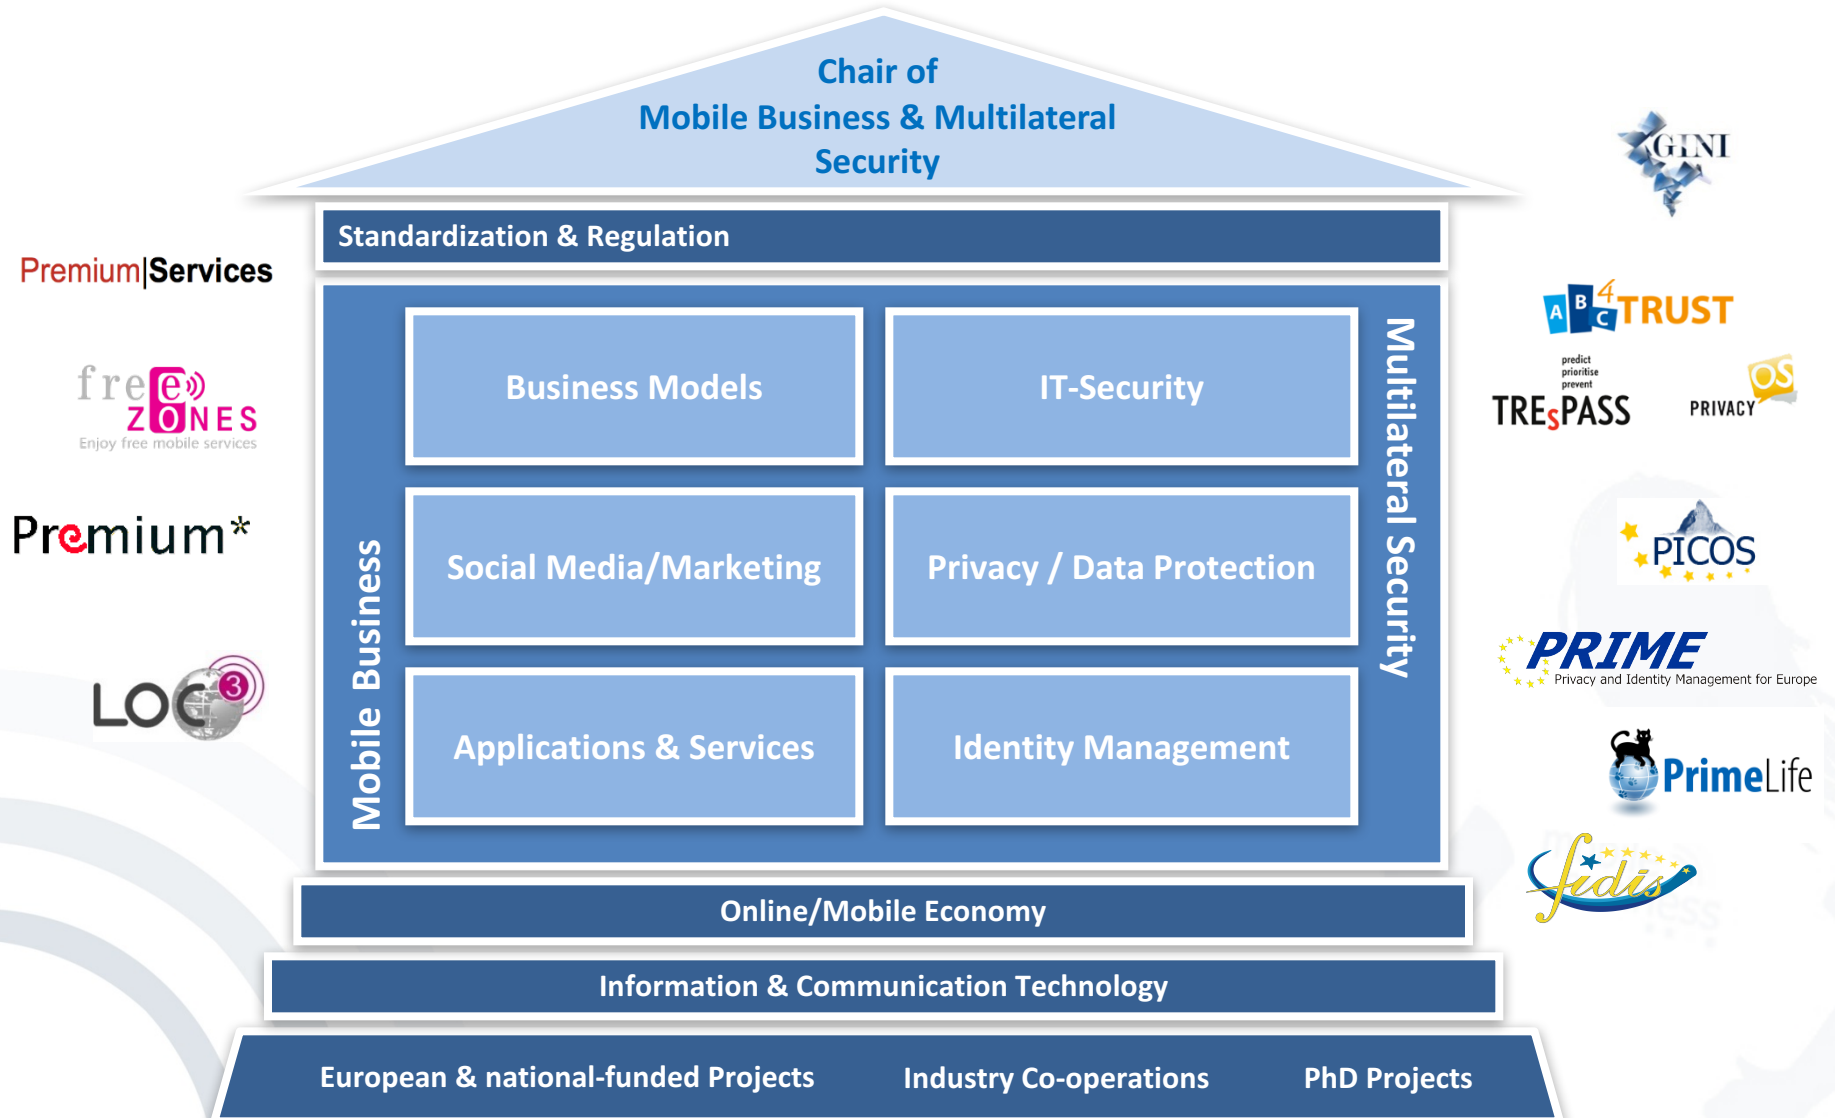 Chair of
Mobile Business & Multilateral
Security
Standardization & Regulation
Mobile Business
Business Models
IT-Security
Social Media/Marketing
Privacy / Data Protection
Applications & Services
Identity Management
Multilateral Security
Online/Mobile Economy
Information & Communication Technology
European & national-funded Projects
Industry Co-operations
PhD Projects
Premium|Services
free
ZONES
Enjoy free mobile services
Premium*
LOC3
GINI
ABC4TRUST
predict
prioritise
prevent
TREsPASS
PRIVACY OS
PICOS
PRIME
Privacy and Identity Management for Europe
PrimeLife
fidis